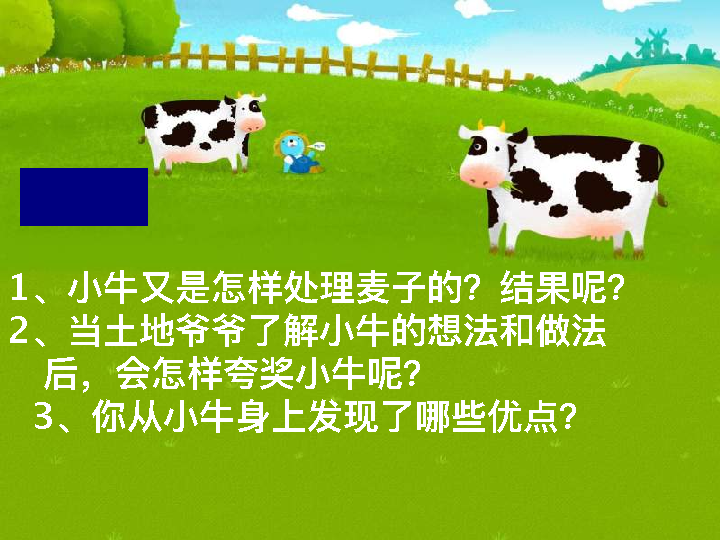 1、小牛又是怎样处理麦子的？结果呢？
2、当土地爷爷了解小牛的想法和做法
后，会怎样夸奖小牛呢？
3、你从小牛身上发现了哪些优点？